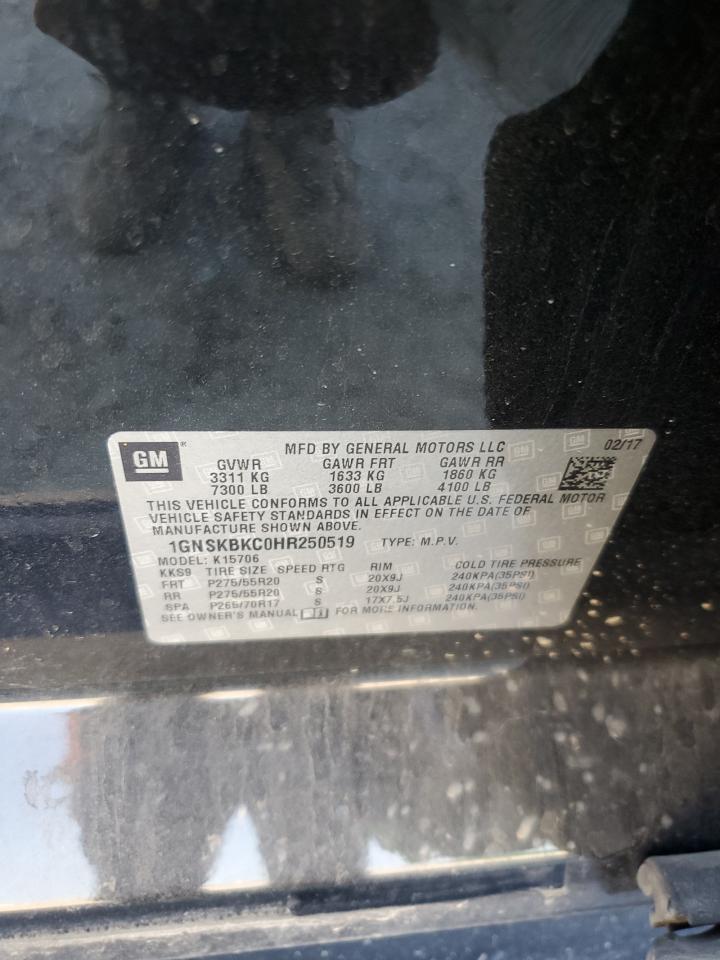 GM® MFD BY GENERAL MOTORS LLC 02/17
GVWR GAWR FRT GAWR RR
3311 KG 1633 KG 1860 KG
7300 LB 3600 LB 4100 LB
THIS VEHICLE CONFORMS TO ALL APPLICABLE U.S. FEDERAL MOTOR
VEHICLE SAFETY STANDARDS IN EFFECT ON THE DATE OF
MANUFACTURE SHOWN ABOVE.
1GNSKBKC0HR250519 TYPE: M.P.V.
MODEL: K15706
KKS9 TIRE SIZE SPEED RTG RIM COLD TIRE PRESSURE
FRT P275/55R20 S 20X9J 240KPA(35PSI)
RR P275/55R20 S 20X9J 240KPA(35PSI)
SPA P265/70R17 S 17X7.5J 240KPA(35PSI)
SEE OWNER'S MANUAL FOR MORE INFORMATION.